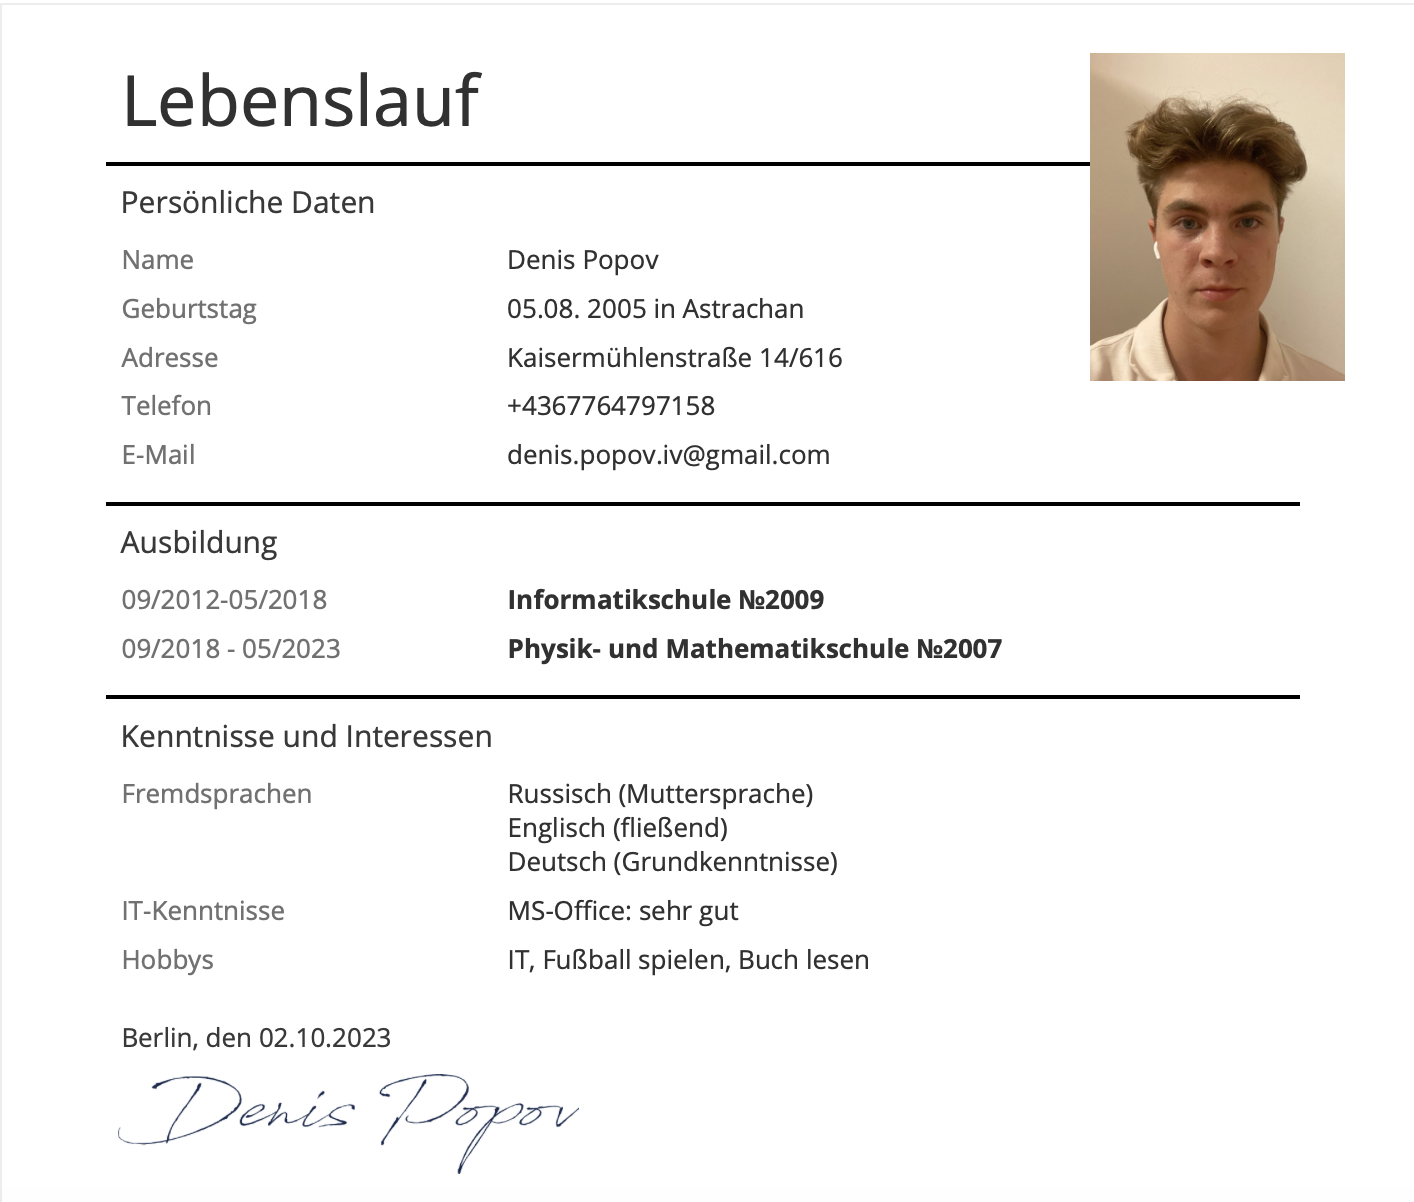 Lebenslauf
Persönliche Daten
Name Denis Popov
Geburtstag 05.08. 2005 in Astrachan
Adresse Kaisermühlenstraße 14/616
Telefon +4367764797158
E-Mail denis.popov.iv@gmail.com
Ausbildung
09/2012-05/2018 Informatikschule №2009
09/2018 - 05/2023 Physik- und Mathematikschule №2007
Kenntnisse und Interessen
Fremdsprachen Russisch (Muttersprache)
Englisch (fließend)
Deutsch (Grundkenntnisse)
IT-Kenntnisse MS-Office: sehr gut
Hobbys IT, Fußball spielen, Buch lesen
Berlin, den 02.10.2023
Denis Popov